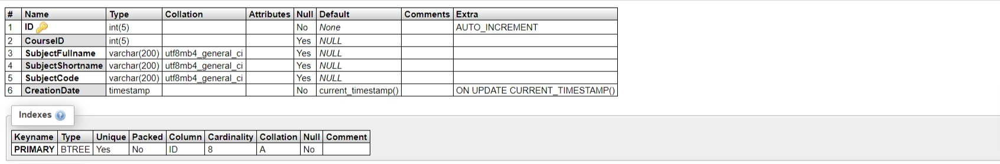 # Name Type Collation Attributes Null Default Comments Extra
1 ID int(5) No None AUTO_INCREMENT
2 CourseID int(5) Yes NULL
3 SubjectFullname varchar(200) utf8mb4_general_ci Yes NULL
4 SubjectShortname varchar(200) utf8mb4_general_ci Yes NULL
5 SubjectCode varchar(200) utf8mb4_general_ci Yes NULL
6 CreationDate timestamp No current_timestamp() ON UPDATE CURRENT_TIMESTAMP()
Indexes ?
Keyname Type Unique Packed Column Cardinality Collation Null Comment
PRIMARY BTREE Yes No ID 8 A No